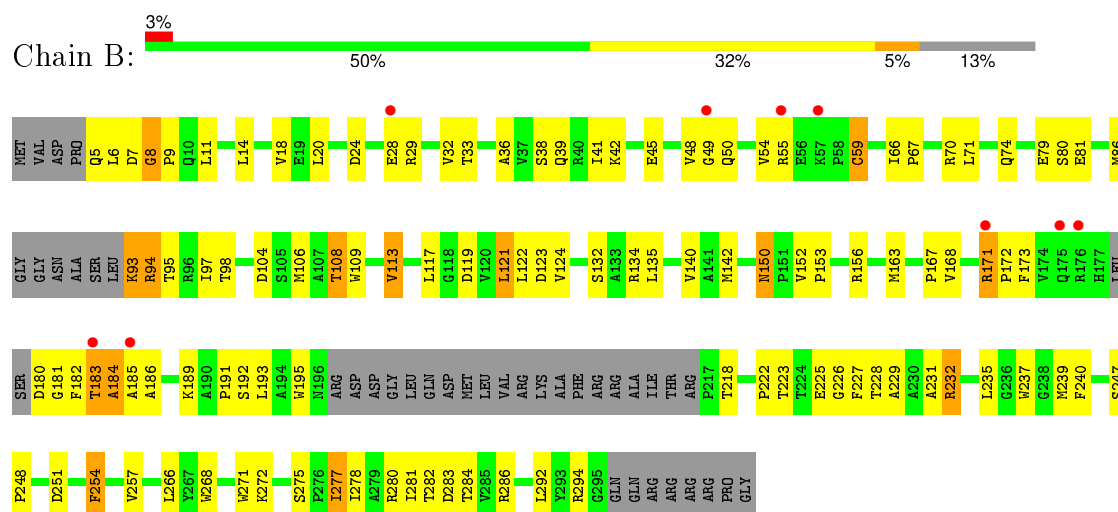 3%
Chain B:
50% 32% 5% 13%
MET VAL ASP PRO Q5 L6 D7 G8 P9 Q10 L11 L14 V18 E19 L20 D24 E28 R29 V32 T33 A36 V37 S38 Q39 R40 I41 K42 E45 V48 G49 Q50 V54 R55 E56 K57 P58 C59 I66 P67 R70 L71 Q74 E79 S80 E81 M86
GLY GLY ASN ALA SER LEU K93 R94 T95 R96 I97 T98 D104 S105 M106 A107 T108 W109 V113 L117 G118 D119 V120 L121 L122 D123 V124 S132 A133 R134 L135 V140 A141 M142 N150 P151 V152 P153 R156 M163 P167 V168 R171 P172 F173 V174 Q175 R176 H177 LEU
SER D180 G181 F182 T183 A184 A185 A186 K189 A190 P191 S192 L193 A194 W195 N196 ARG ASP ASP GLY LEU GLN ASP MET LEU VAL ARG LYS ALA PHE ARG ARG ALA ILE THR ARG P217 T218 P222 T223 T224 E225 G226 F227 T228 A229 A230 A231 R232 L235 G236 W237 G238 M239 F240 S247
P248 D251 F254 V257 L266 Y267 W268 W271 K272 S275 P276 I277 I278 A279 R280 I281 T282 D283 T284 V285 R286 L292 Y293 R294 G295 GLN GLN ARG ARG ARG ARG PRO GLY